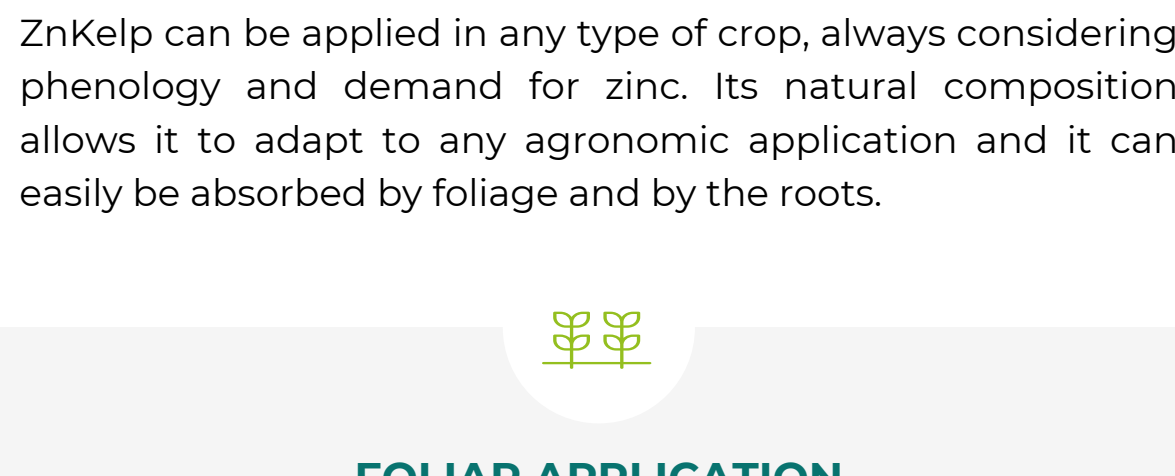 ZnKelp can be applied in any type of crop, always considering
phenology and demand for zinc. Its natural composition
allows it to adapt to any agronomic application and it can
easily be absorbed by foliage and by the roots.
FOLIAR APPLICATION